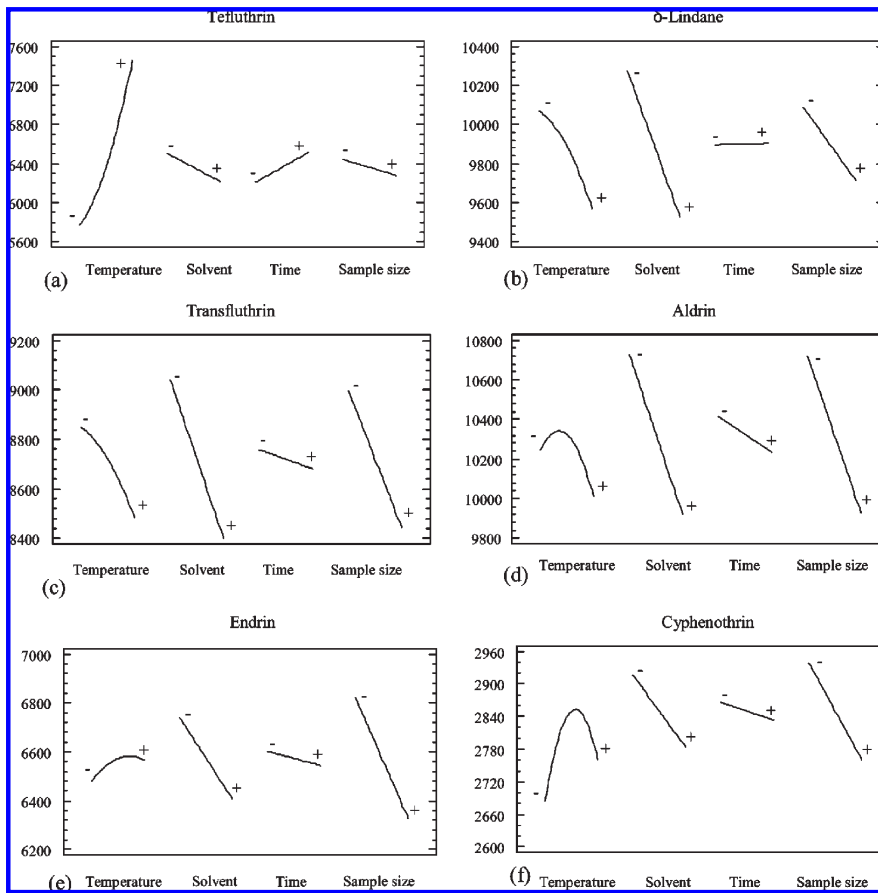 Tefluthrin
7600
7200
6800
6400
6000
5600
- + - + - + - +
Temperature Solvent Time Sample size
(a)
δ-Lindane
10400
10200
10000
9800
9600
9400
- + - + - + - +
Temperature Solvent Time Sample size
(b)
Transfluthrin
9200
9000
8800
8600
8400
- + - + - + - +
Temperature Solvent Time Sample size
(c)
Aldrin
10800
10600
10400
10200
10000
9800
- + - + - + - +
Temperature Solvent Time Sample size
(d)
Endrin
7000
6800
6600
6400
6200
- + - + - + - +
Temperature Solvent Time Sample size
(e)
Cyphenothrin
2960
2900
2840
2780
2720
2660
2600
- + - + - + - +
Temperature Solvent Time Sample size
(f)